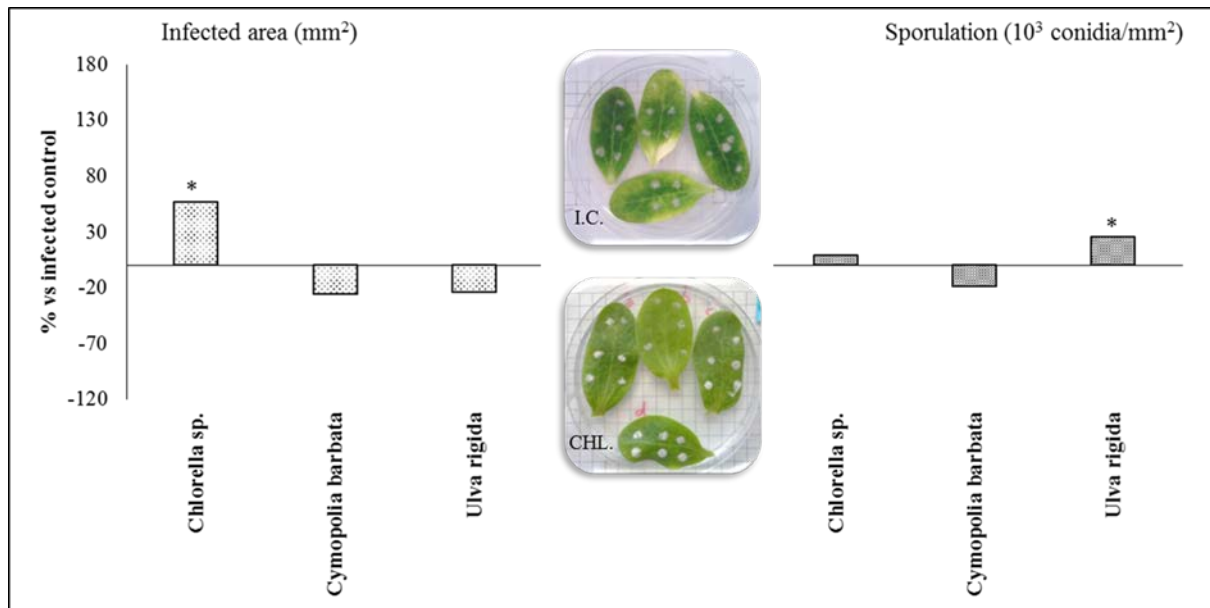 Infected area (mm²)
Sporulation (10³ conidia/mm²)
% vs infected control
180
130
80
30
-20
-70
-120
*
Chlorella sp.
Cymopolia barbata
Ulva rigida
I.C.
CHL.
d
*
Chlorella sp.
Cymopolia barbata
Ulva rigida